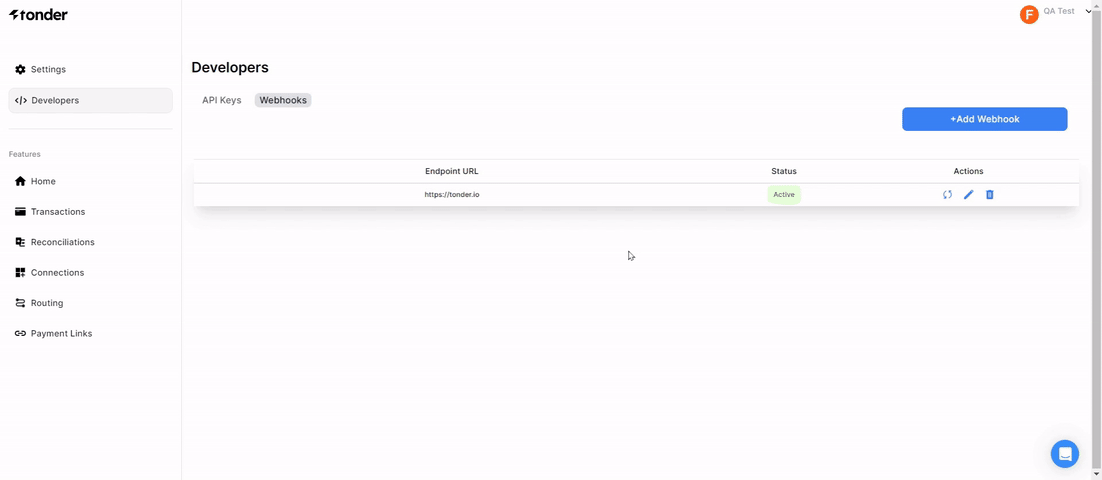 tonder
F
QA Test
Settings
Developers
Features
Home
Transactions
Reconciliations
Connections
Routing
Payment Links
Developers
API Keys
Webhooks
+Add Webhook
Endpoint URL
Status
Actions
https://tonder.io
Active